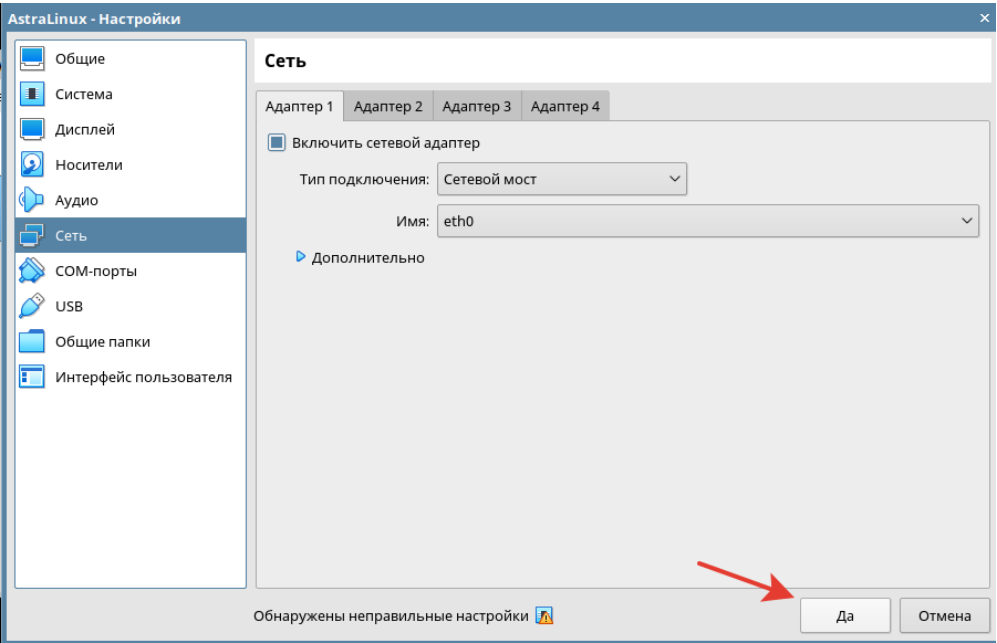 AstraLinux - Настройки
Общие
Система
Дисплей
Носители
Аудио
Сеть
COM-порты
USB
Общие папки
Интерфейс пользователя
Сеть
Адаптер 1 Адаптер 2 Адаптер 3 Адаптер 4
Включить сетевой адаптер
Тип подключения: Сетевой мост
Имя: eth0
Дополнительно
Обнаружены неправильные настройки
Да Отмена